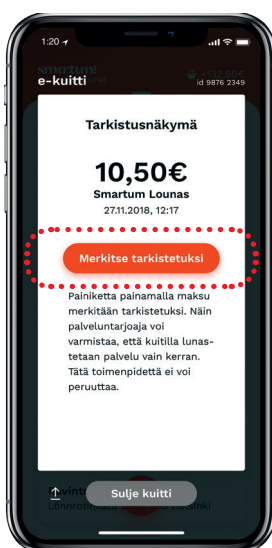 1:20
smartum!
e-kuitti
id 9876 2349
Tarkistusnäkymä
10,50€
Smartum Lounas
27.11.2018, 12:17
Merkitse tarkistetuksi
Painiketta painamalla maksu
merkitään tarkistetuksi. Näin
palveluntarjoaja voi
varmistaa, että kuitilla lunas-
tetaan palvelu vain kerran.
Tätä toimenpidettä ei voi
peruuttaa.
Sulje kuitti